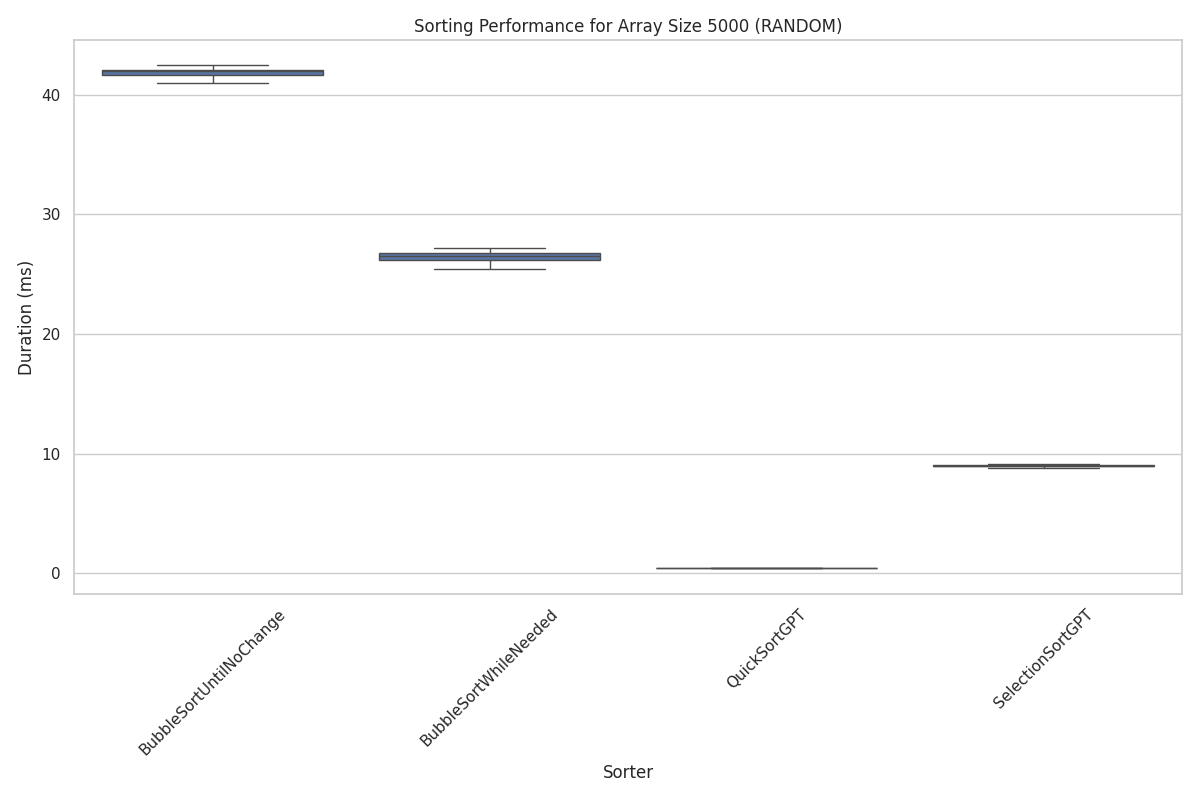 Sorting Performance for Array Size 5000 (RANDOM)
Duration (ms)
40
30
20
10
0
BubbleSortUntilNoChange
BubbleSortWhileNeeded
QuickSortGPT
SelectionSortGPT
Sorter